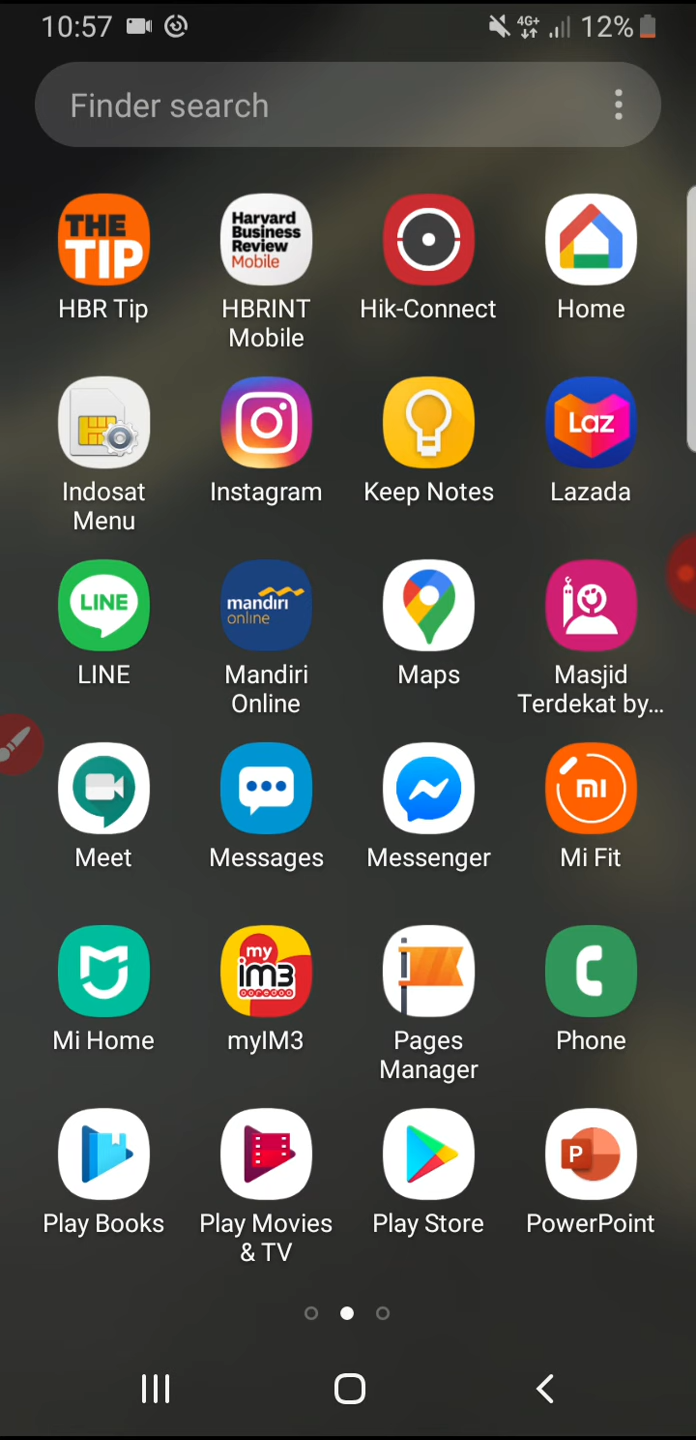 10:57 4G+ 12%
Finder search
THE
TIP
Harvard
Business
Review
Mobile
HBR Tip
HBRINT
Mobile
Hik-Connect
Home
Laz
Indosat
Menu
Instagram
Keep Notes
Lazada
LINE
mandiri
online
LINE
Mandiri
Online
Maps
Masjid
Terdekat by...
MI
Meet
Messages
Messenger
Mi Fit
my
im3
ooredoo
Mi Home
myIM3
Pages
Manager
Phone
P
Play Books
Play Movies
& TV
Play Store
PowerPoint